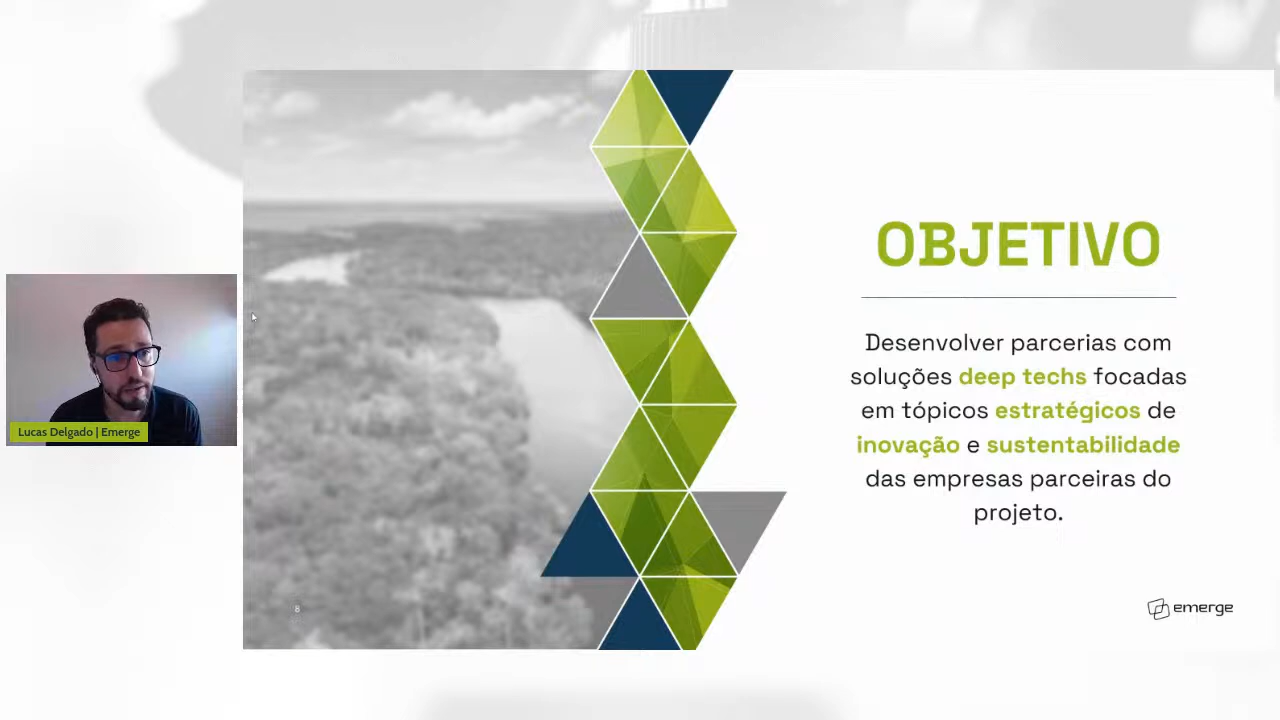 OBJETIVO
Desenvolver parcerias com
soluções deep techs focadas
em tópicos estratégicos de
inovação e sustentabilidade
das empresas parceiras do
projeto.
Lucas Delgado | Emerge
8
emerge